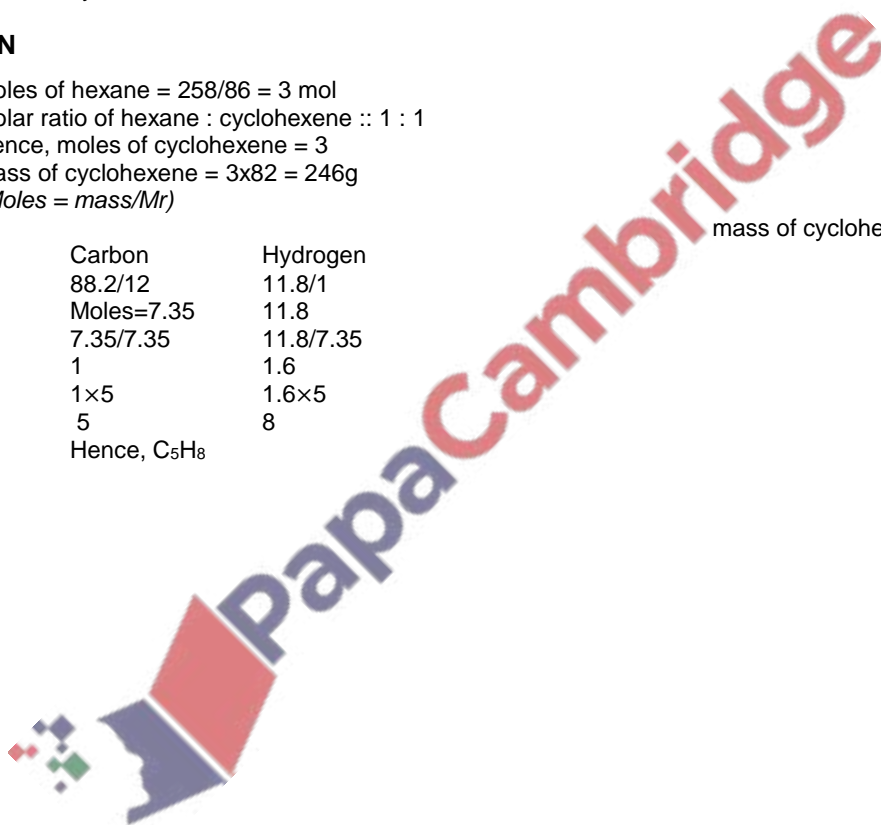 N
oles of hexane = 258/86 = 3 mol
olar ratio of hexane : cyclohexene :: 1 : 1
ence, moles of cyclohexene = 3
ass of cyclohexene = 3x82 = 246g
Moles = mass/Mr)
mass of cyclohe
Carbon Hydrogen
88.2/12 11.8/1
Moles=7.35 11.8
7.35/7.35 11.8/7.35
1 1.6
1×5 1.6×5
5 8
Hence, C₅H₈
PapaCambridge